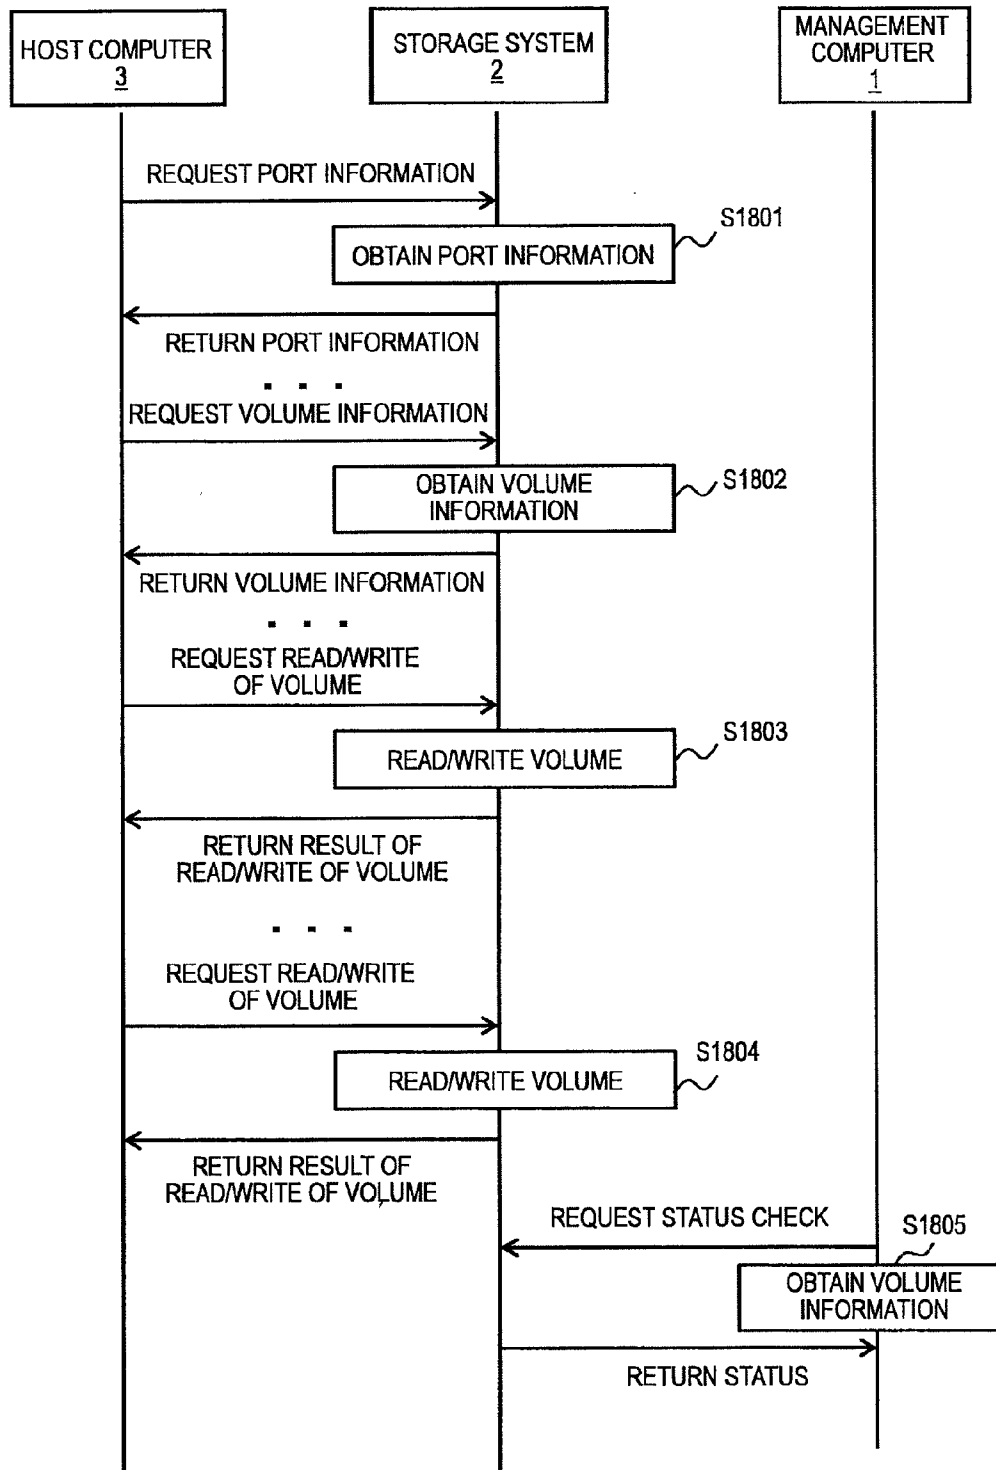 HOST COMPUTER
3
STORAGE SYSTEM
2
MANAGEMENT
COMPUTER
1
REQUEST PORT INFORMATION
S1801
OBTAIN PORT INFORMATION
RETURN PORT INFORMATION
. . .
REQUEST VOLUME INFORMATION
S1802
OBTAIN VOLUME
INFORMATION
RETURN VOLUME INFORMATION
. . .
REQUEST READ/WRITE
OF VOLUME
S1803
READ/WRITE VOLUME
RETURN RESULT OF
READ/WRITE OF VOLUME
. . .
REQUEST READ/WRITE
OF VOLUME
S1804
READ/WRITE VOLUME
RETURN RESULT OF
READ/WRITE OF VOLUME
REQUEST STATUS CHECK
S1805
OBTAIN VOLUME
INFORMATION
RETURN STATUS